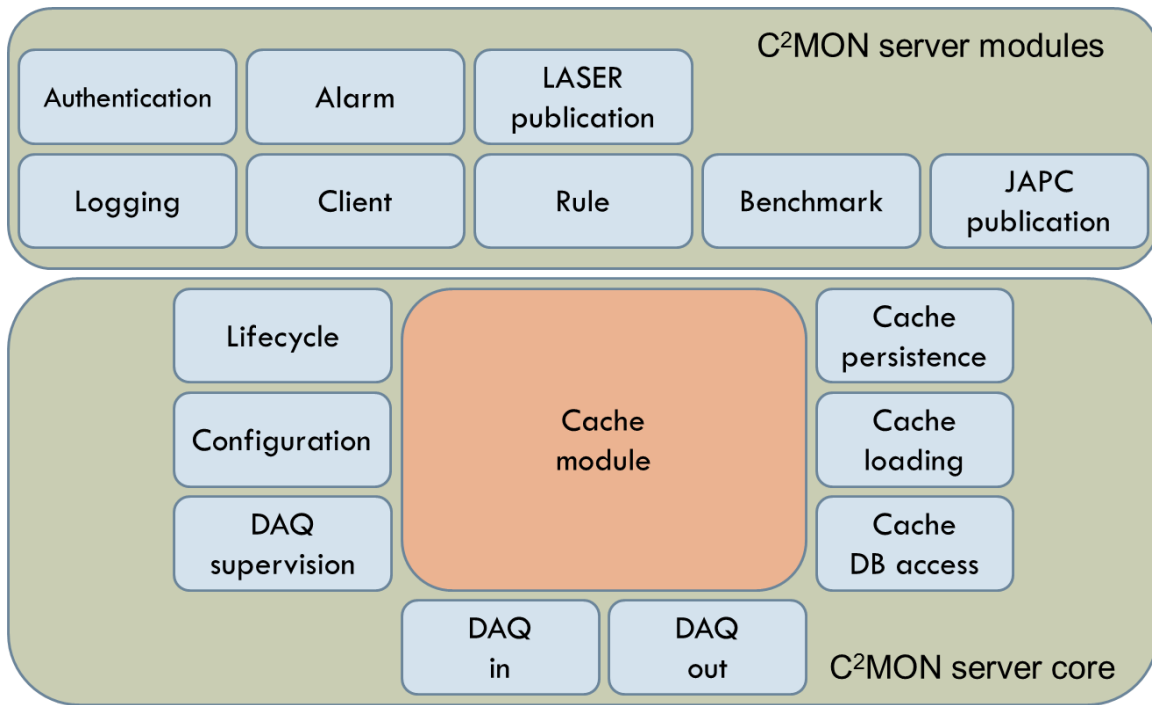 C²MON server modules
Authentication
Alarm
LASER
publication
Logging
Client
Rule
Benchmark
JAPC
publication
Lifecycle
Cache
module
Cache
persistence
Configuration
Cache
loading
DAQ
supervision
Cache
DB access
DAQ
in
DAQ
out
C²MON server core